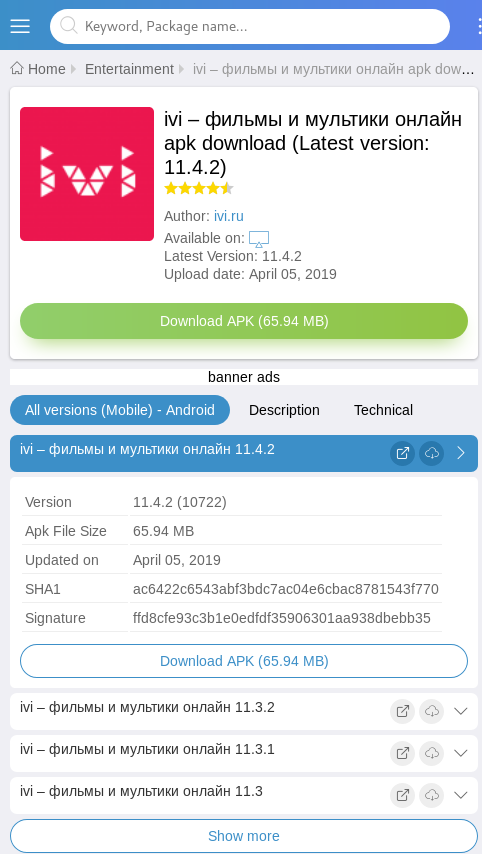 Keyword, Package name...
Home Entertainment ivi – фильмы и мультики онлайн apk dow...
ivi
ivi – фильмы и мультики онлайн
apk download (Latest version:
11.4.2)
Author: ivi.ru
Available on:
Latest Version: 11.4.2
Upload date: April 05, 2019
Download APK (65.94 MB)
banner ads
All versions (Mobile) - Android Description Technical
ivi – фильмы и мультики онлайн 11.4.2
Version 11.4.2 (10722)
Apk File Size 65.94 MB
Updated on April 05, 2019
SHA1 ac6422c6543abf3bdc7ac04e6cbac8781543f770
Signature ffd8cfe93c3b1e0edfdf35906301aa938dbebb35
Download APK (65.94 MB)
ivi – фильмы и мультики онлайн 11.3.2
ivi – фильмы и мультики онлайн 11.3.1
ivi – фильмы и мультики онлайн 11.3
Show more